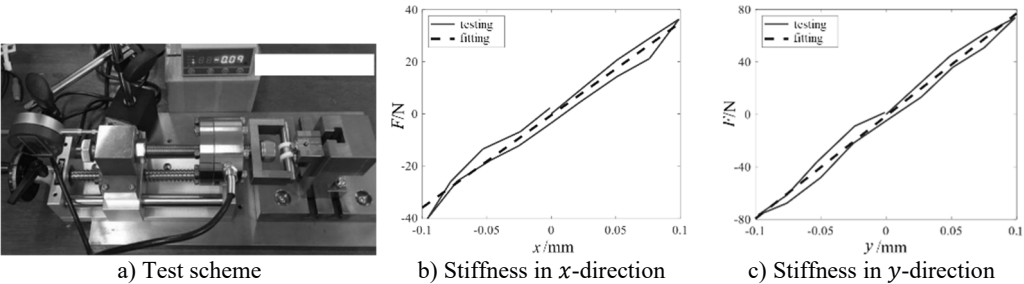 -0.09
b)
c)
40
20
0
-20
-40
-0.1
-0.05
0
0.05
0.1
F/N
x/mm
testing
fitting
80
40
0
-40
-80
-0.1
-0.05
0
0.05
0.1
F/N
y/mm
testing
fitting
a) Test scheme
b) Stiffness in x-direction
c) Stiffness in y-direction